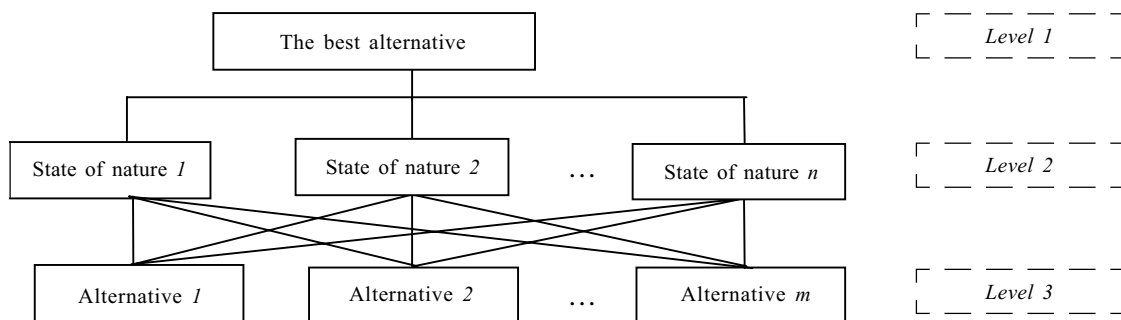 The best alternative
Level 1
State of nature 1
State of nature 2
...
State of nature n
Level 2
Alternative 1
Alternative 2
...
Alternative m
Level 3